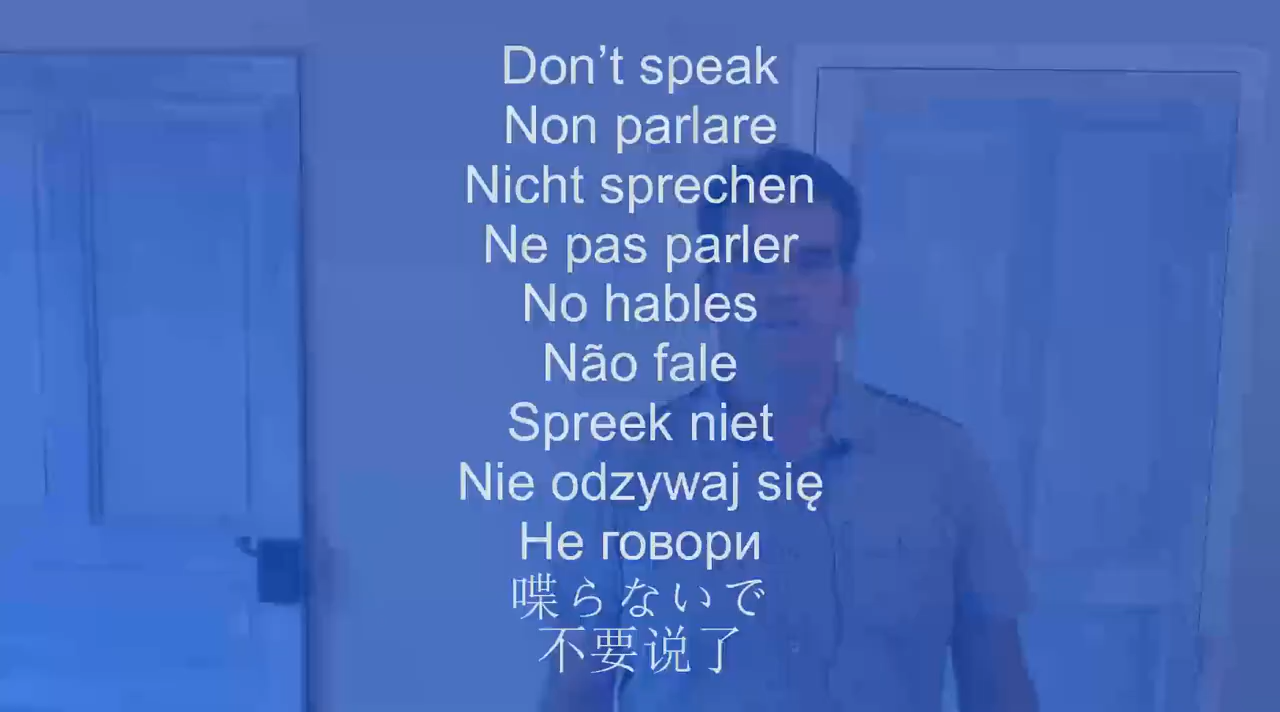 Don’t speak
Non parlare
Nicht sprechen
Ne pas parler
No hables
Não fale
Spreek niet
Nie odzywaj się
Не говори
喋らないで
不要说了